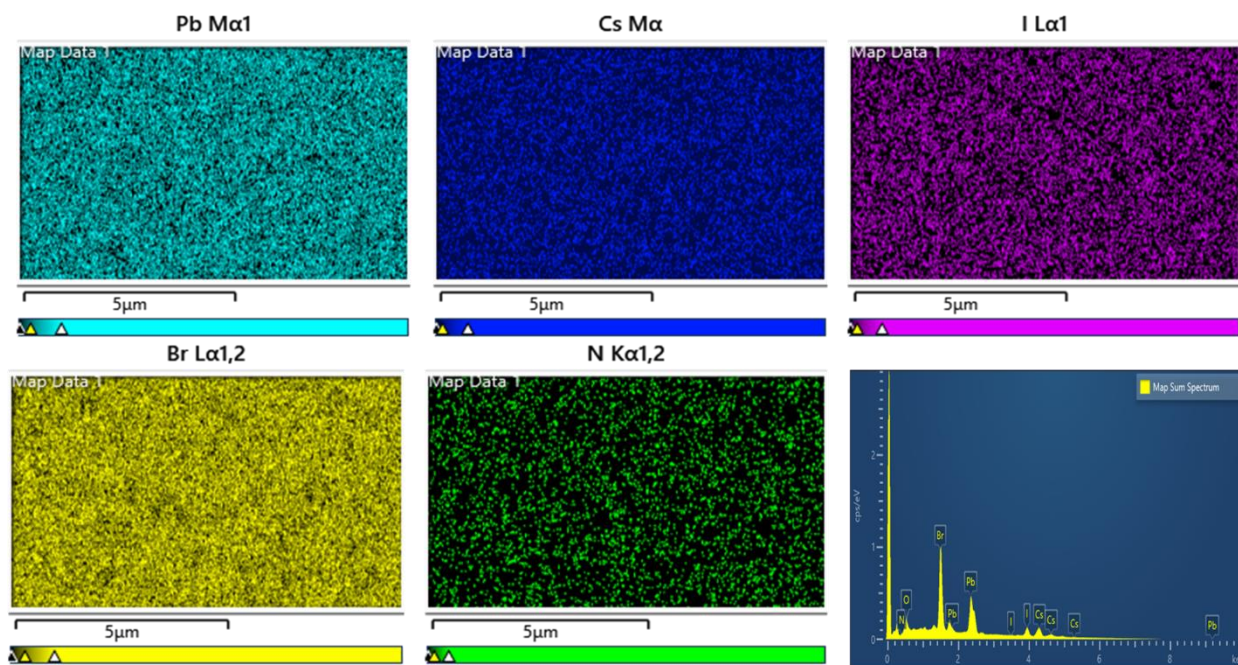 Pb Mα1
Cs Mα
I Lα1
Map Data 1
Map Data 1
Map Data 1
5µm
5µm
5µm
Br Lα1,2
N Kα1,2
Map Data 1
Map Data 1
5µm
5µm
Map Sum Spectrum
cps/eV
2
1
0
Br
Pb
O
N
Pb
I
I
Cs
Cs
Cs
Pb
0
2
4
6
8